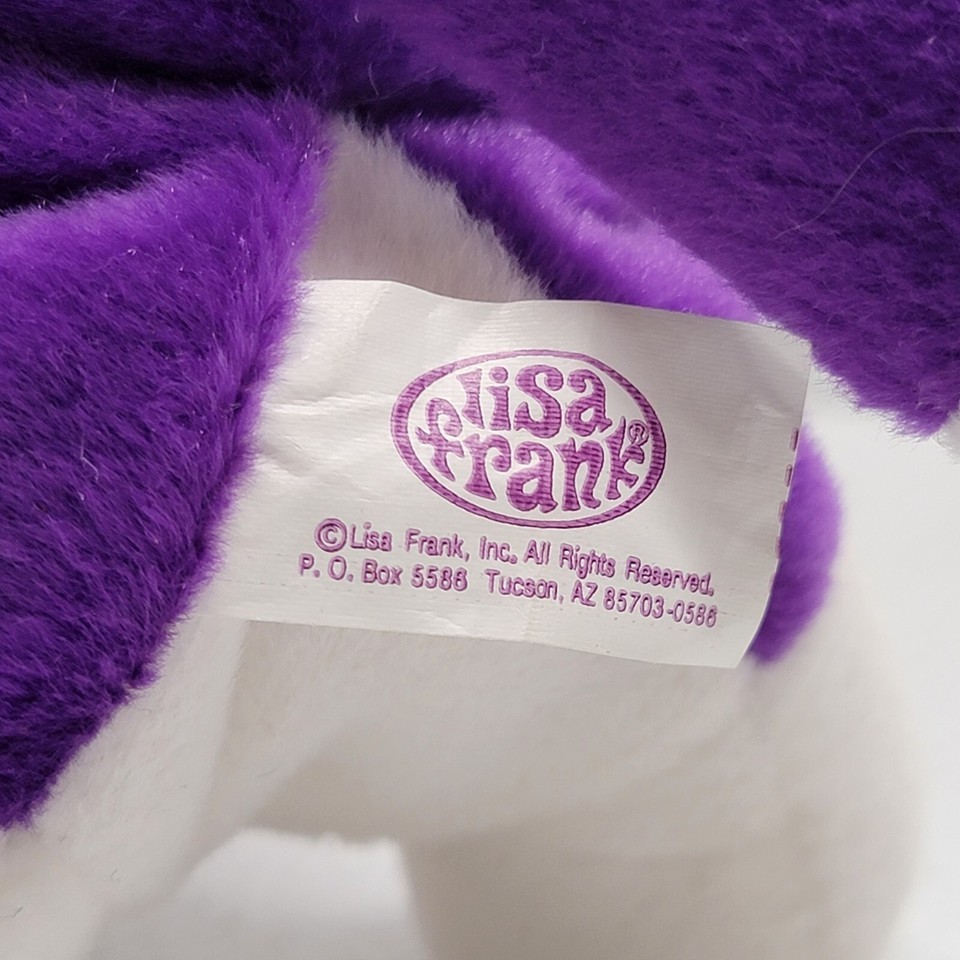 lisa
frank®
©Lisa Frank, Inc. All Rights Reserved.
P. O. Box 5586 Tucson, AZ 85703-0586